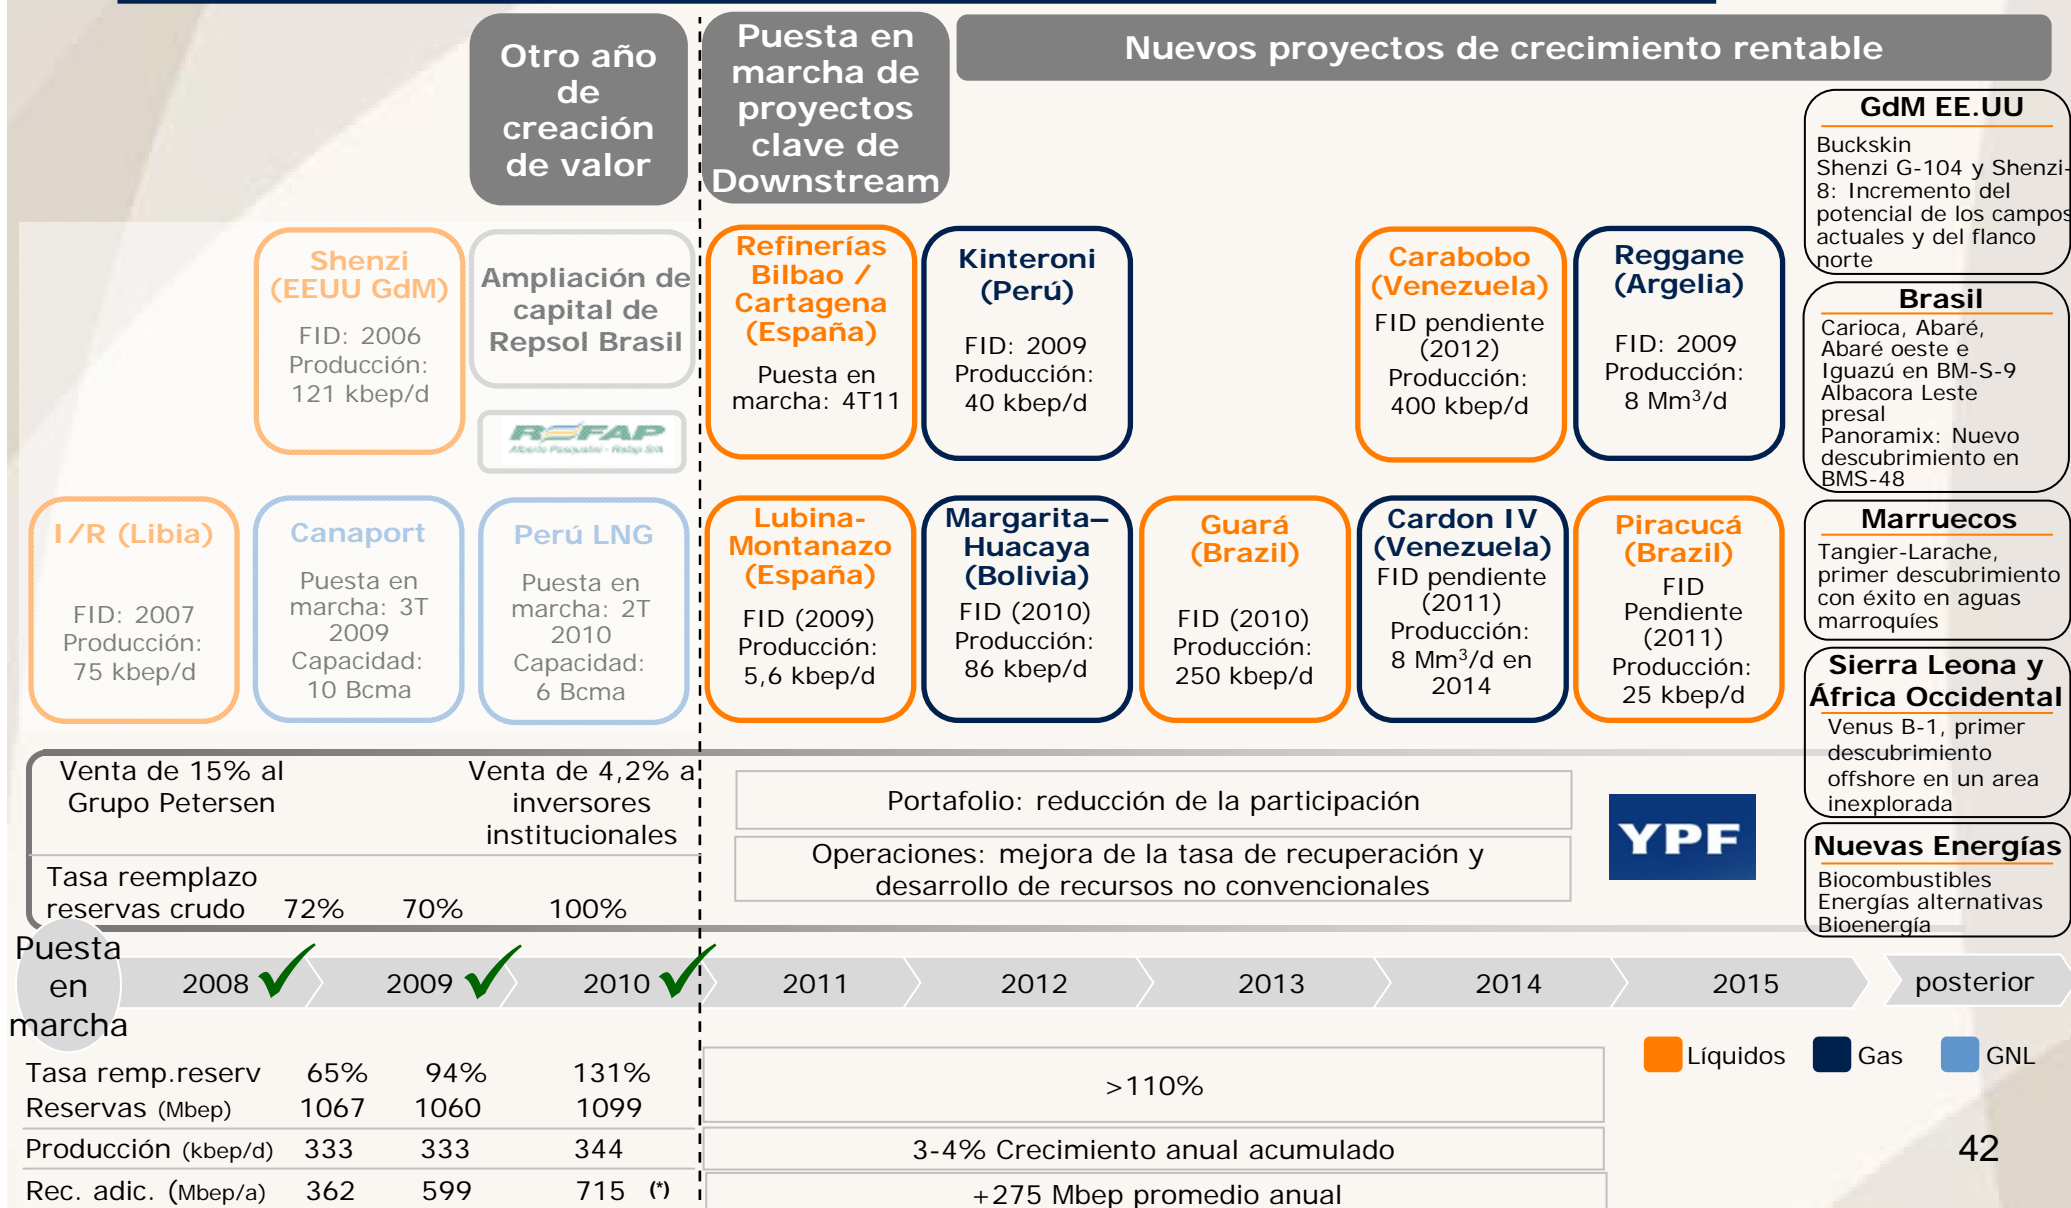 Otro año
de
creación
de valor
Puesta en
marcha de
proyectos
clave de
Downstream
Nuevos proyectos de crecimiento rentable
Shenzi
(EEUU GdM)
FID: 2006
Producción:
121 kbep/d
Ampliación de
capital de
Repsol Brasil
REFAP
Alberto Pasqualini - Refap S/A
Refinerías
Bilbao /
Cartagena
(España)
Puesta en
marcha: 4T11
Kinteroni
(Perú)
FID: 2009
Producción:
40 kbep/d
Carabobo
(Venezuela)
FID pendiente
(2012)
Producción:
400 kbep/d
Reggane
(Argelia)
FID: 2009
Producción:
8 Mm³/d
I/R (Libia)
FID: 2007
Producción:
75 kbep/d
Canaport
Puesta en
marcha: 3T
2009
Capacidad:
10 Bcma
Perú LNG
Puesta en
marcha: 2T
2010
Capacidad:
6 Bcma
Lubina-
Montanazo
(España)
FID (2009)
Producción:
5,6 kbep/d
Margarita–
Huacaya
(Bolivia)
FID (2010)
Producción:
86 kbep/d
Guará
(Brazil)
FID (2010)
Producción:
250 kbep/d
Cardon IV
(Venezuela)
FID pendiente
(2011)
Producción:
8 Mm³/d en
2014
Piracucá
(Brazil)
FID
Pendiente
(2011)
Producción:
25 kbep/d
GdM EE.UU
Buckskin
Shenzi G-104 y Shenzi-
8: Incremento del
potencial de los campos
actuales y del flanco
norte
Brasil
Carioca, Abaré,
Abaré oeste e
Iguazú en BM-S-9
Albacora Leste
presal
Panoramix: Nuevo
descubrimiento en
BMS-48
Marruecos
Tangier-Larache,
primer descubrimiento
con éxito en aguas
marroquíes
Sierra Leona y
África Occidental
Venus B-1, primer
descubrimiento
offshore en un area
inexplorada
Nuevas Energías
Biocombustibles
Energías alternativas
Bioenergía
Venta de 15% al
Grupo Petersen
Venta de 4,2% a
inversores
institucionales
Tasa reemplazo
reservas crudo 72% 70% 100%
Portafolio: reducción de la participación
Operaciones: mejora de la tasa de recuperación y
desarrollo de recursos no convencionales
YPF
Puesta
en
marcha
2008 2009 2010 2011 2012 2013 2014 2015 posterior
Líquidos Gas GNL
Tasa remp.reserv 65% 94% 131%
Reservas (Mbep) 1067 1060 1099
>110%
Producción (kbep/d) 333 333 344
3-4% Crecimiento anual acumulado
Rec. adic. (Mbep/a) 362 599 715 (*)
+275 Mbep promedio anual
42